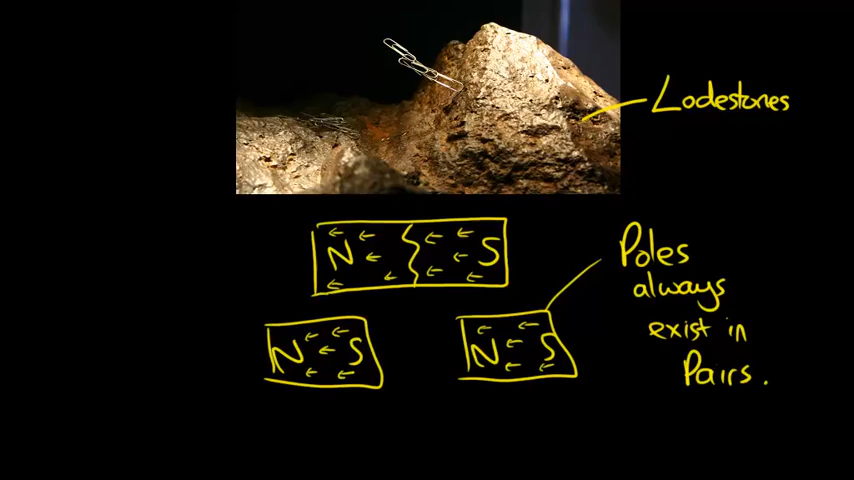 Lodestones
N S
Poles
always
exist in
Pairs.
N S
N S